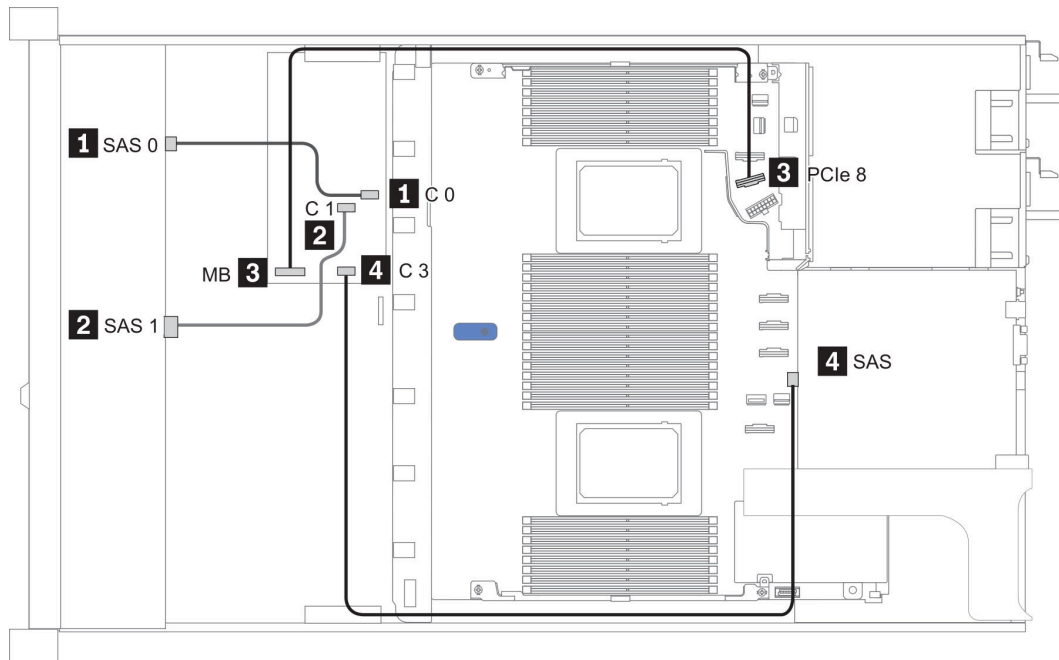 1 SAS 0
1 C 0
C 1
2
3 PCIe 8
MB 3
4 C 3
2 SAS 1
4 SAS